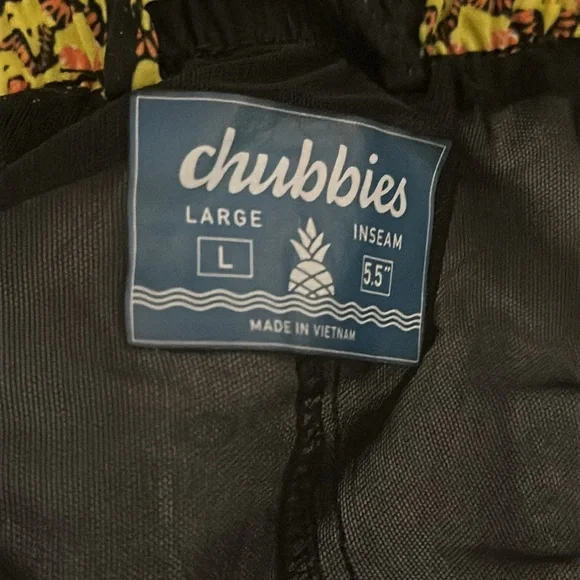 chubbies
LARGE
L
INSEAM
5.5"
MADE IN VIETNAM